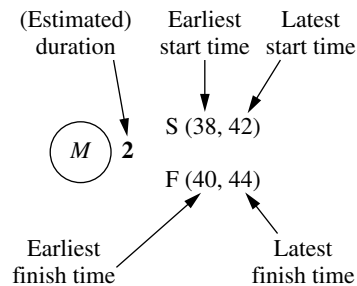 (Estimated)
duration
Earliest
start time
Latest
start time
S (38, 42)
M 2
F (40, 44)
Earliest
finish time
Latest
finish time